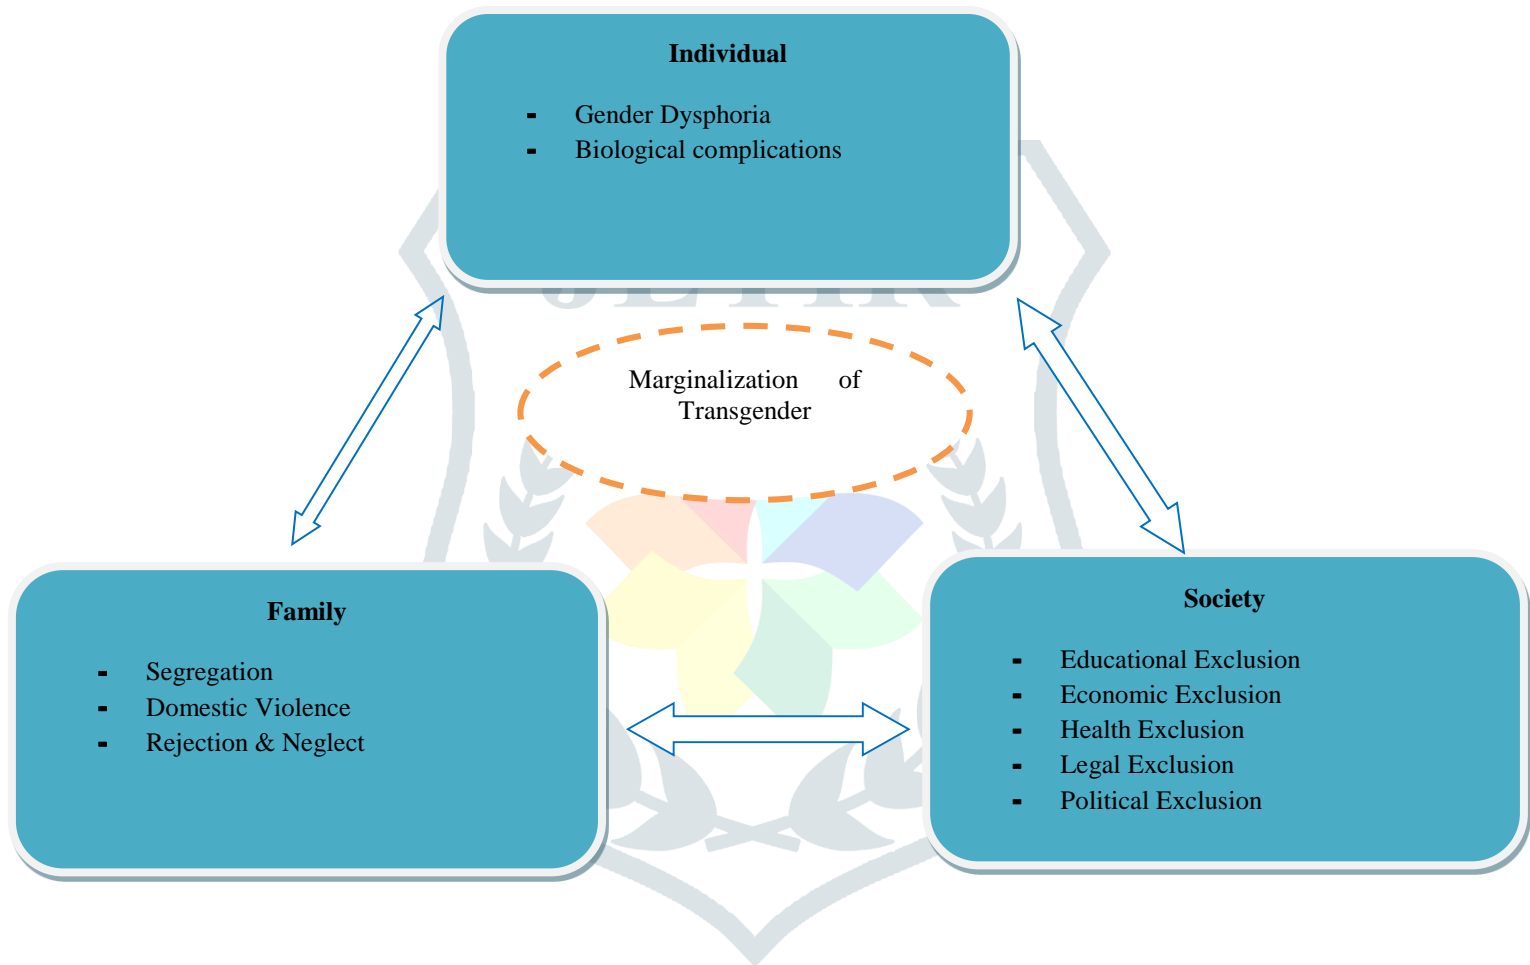 Individual
- Gender Dysphoria
- Biological complications
JETIR
Marginalization of
Transgender
Family
- Segregation
- Domestic Violence
- Rejection & Neglect
Society
- Educational Exclusion
- Economic Exclusion
- Health Exclusion
- Legal Exclusion
- Political Exclusion